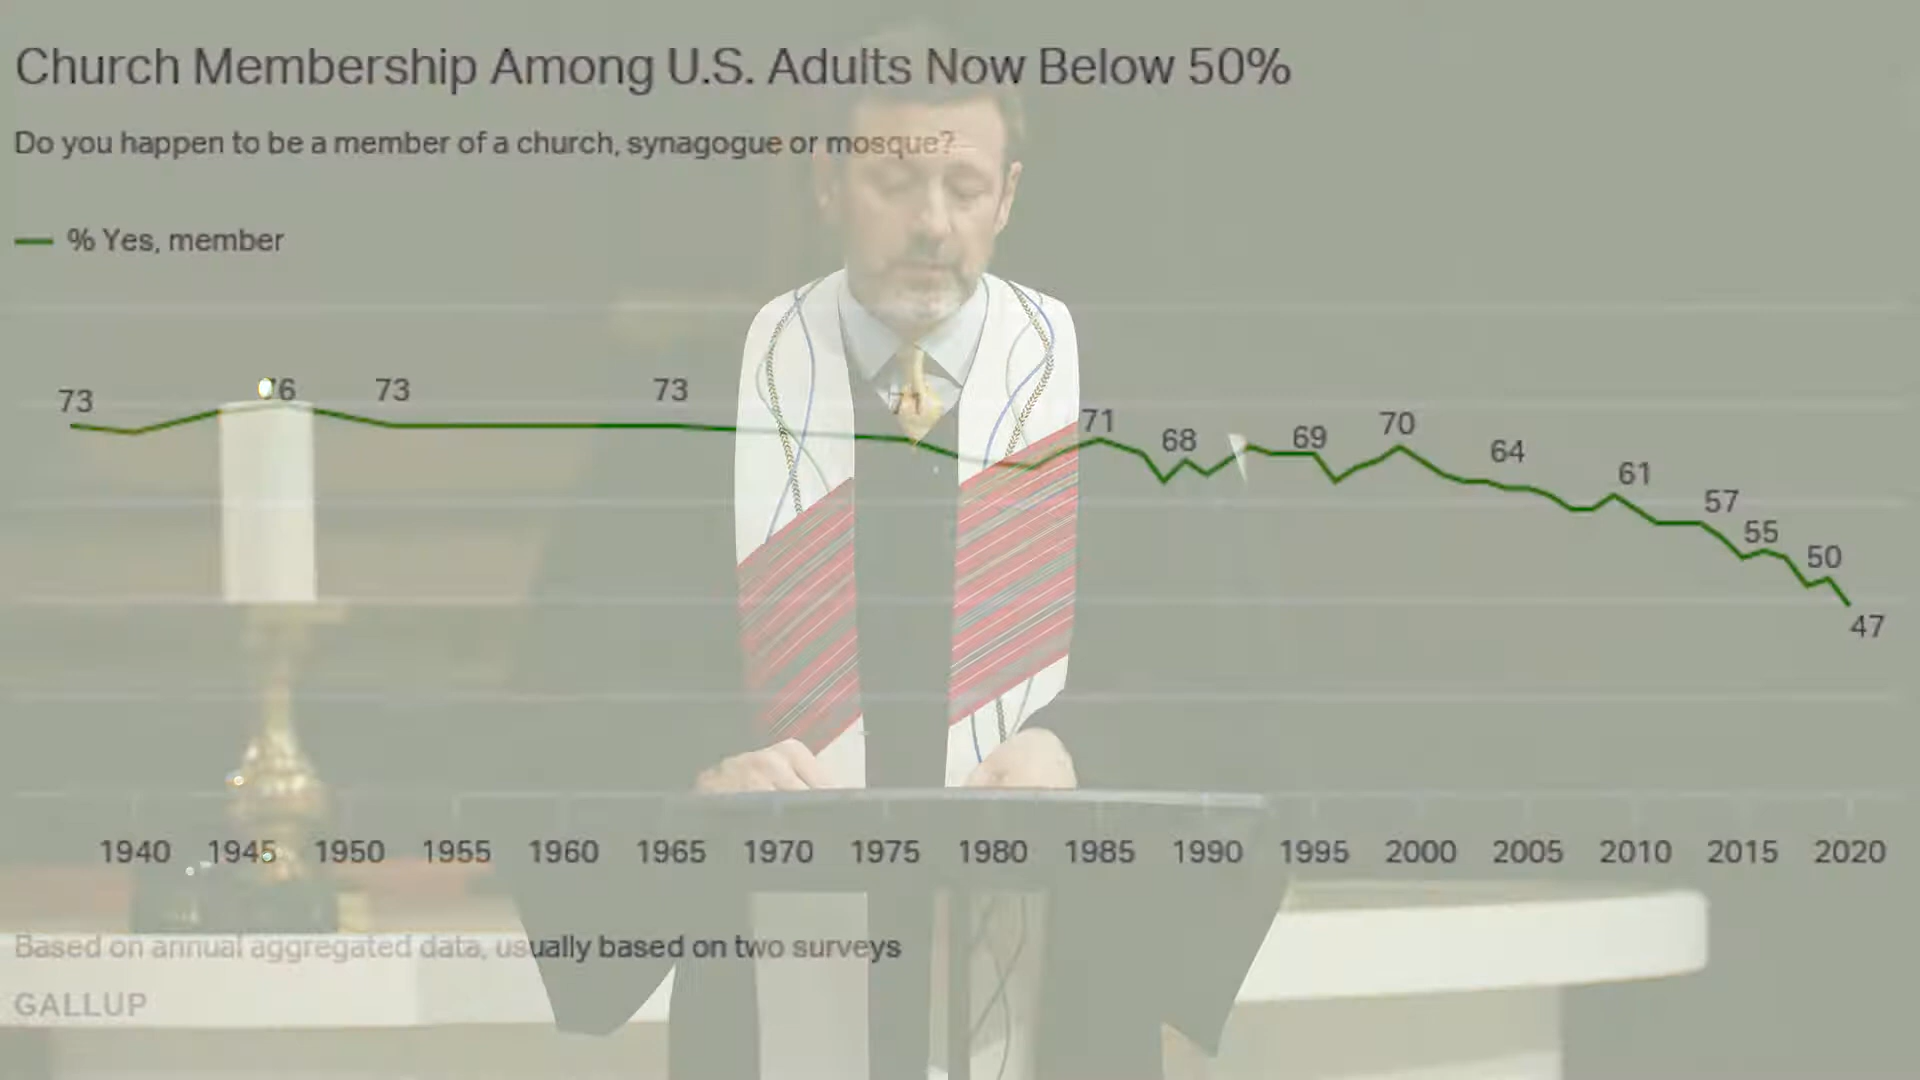 Church Membership Among U.S. Adults Now Below 50%
Do you happen to be a member of a church, synagogue or mosque?
% Yes, member
73 76 73 73 71 71 68 69 70 64 61 57 55 50 47
1940 1945 1950 1955 1960 1965 1970 1975 1980 1985 1990 1995 2000 2005 2010 2015 2020
Based on annual aggregated data, usually based on two surveys
GALLUP